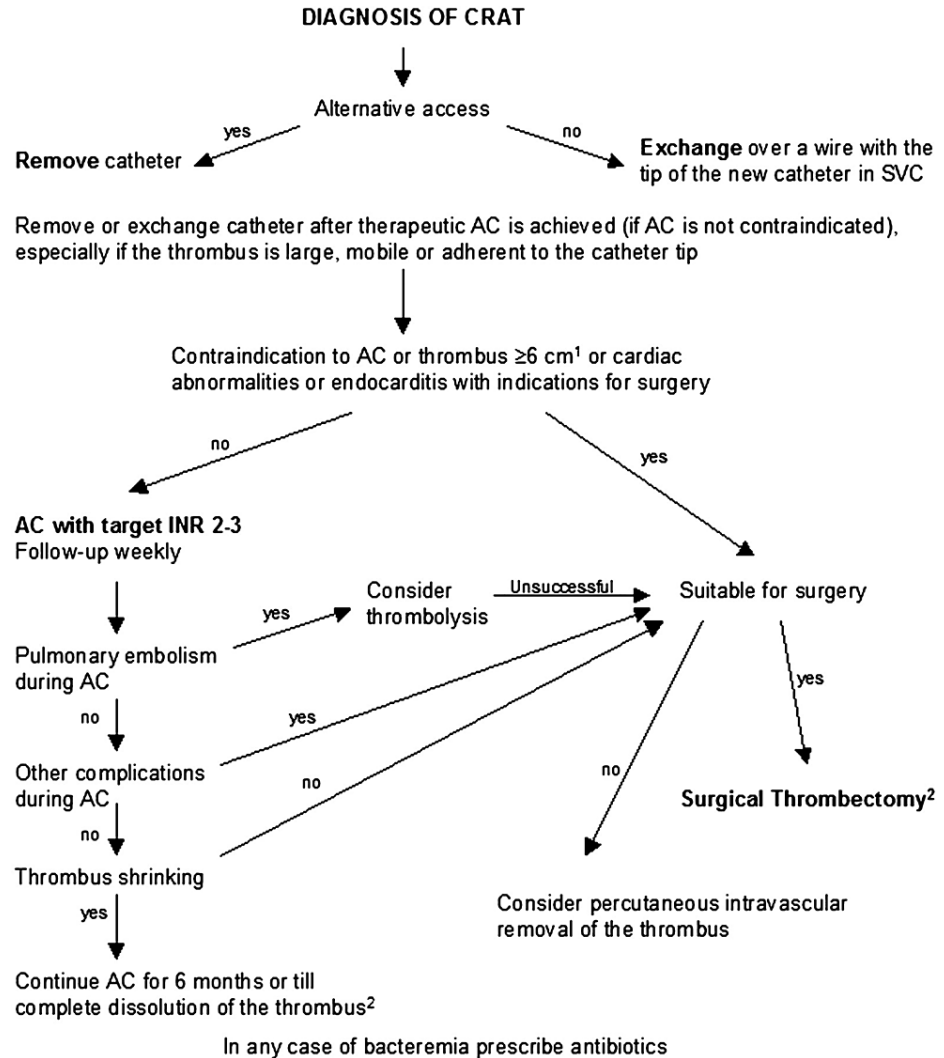 DIAGNOSIS OF CRAT
Alternative access
yes
no
Remove catheter
Exchange over a wire with the
tip of the new catheter in SVC
Remove or exchange catheter after therapeutic AC is achieved (if AC is not contraindicated),
especially if the thrombus is large, mobile or adherent to the catheter tip
Contraindication to AC or thrombus ≥6 cm¹ or cardiac
abnormalities or endocarditis with indications for surgery
no
yes
AC with target INR 2-3
Follow-up weekly
yes
Consider
thrombolysis
Unsuccessful
Suitable for surgery
Pulmonary embolism
during AC
no
yes
Other complications
during AC
no
no
Thrombus shrinking
yes
Continue AC for 6 months or till
complete dissolution of the thrombus²
no
yes
Surgical Thrombectomy²
Consider percutaneous intravascular
removal of the thrombus
In any case of bacteremia prescribe antibiotics